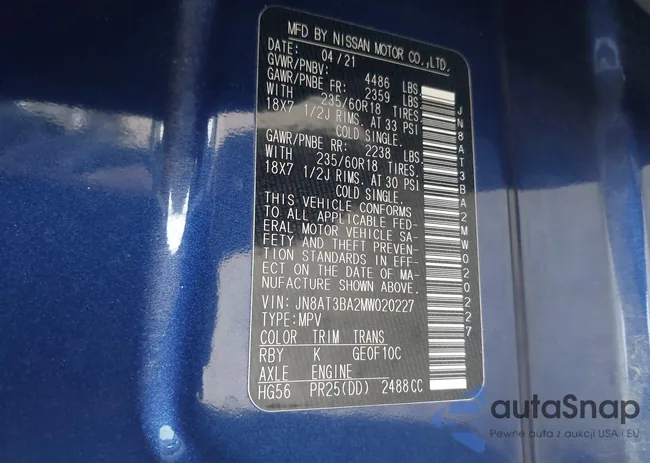 MFD BY NISSAN MOTOR CO.,LTD.
DATE: 04/21
GVWR/PNBV: 4486 LBS
GAWR/PNBE FR: 2359 LBS.
WITH 235/60R18 TIRES.
18X7 1/2J RIMS. AT 33 PSI
COLD SINGLE.
GAWR/PNBE RR: 2238 LBS.
WITH 235/60R18 TIRES.
18X7 1/2J RIMS. AT 30 PSI
COLD SINGLE.
THIS VEHICLE CONFORMS
TO ALL APPLICABLE FED-
ERAL MOTOR VEHICLE SA-
FETY AND THEFT PREVEN-
TION STANDARDS IN EFF-
ECT ON THE DATE OF MA-
NUFACTURE SHOWN ABOVE.
VIN: JN8AT3BA2MW020227
TYPE:MPV
COLOR TRIM TRANS
RBY K GE0F10C
AXLE ENGINE
HG56 PR25(DD) 2488CC
JN8AT3BA2MW020227
autaSnap
Pewne auta z aukcji USA i EU